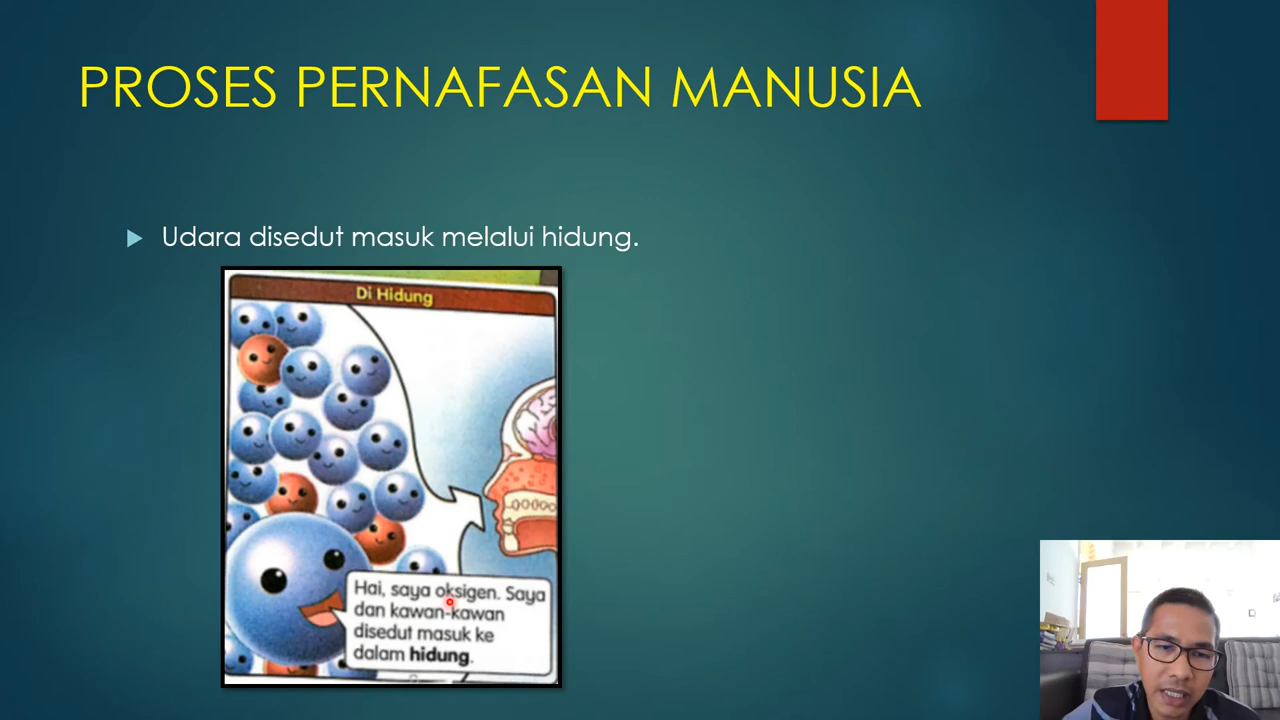 PROSES PERNAFASAN MANUSIA
Udara disedut masuk melalui hidung.
Di Hidung
Hai, saya oksigen. Saya
dan kawan-kawan
disedut masuk ke
dalam hidung.